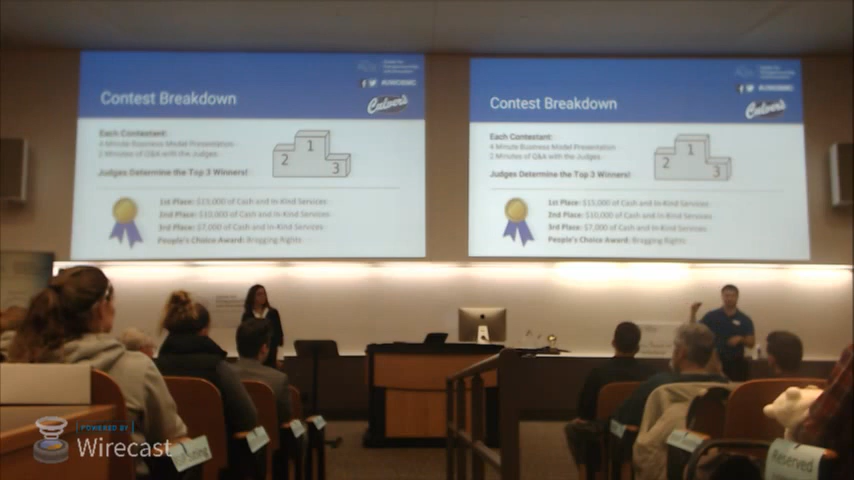 Center for
Entrepreneurship
Contest Breakdown
Culver's
Each Contestant:
4 Minute Business Model Presentation
2 Minutes of Q&A with the Judges
Judges Determine the Top 3 Winners!
1
2
3
1st Place: $15,000 of Cash and In-Kind Services
2nd Place: $10,000 of Cash and In-Kind Services
3rd Place: $7,000 of Cash and In-Kind Services
People's Choice Award: Bragging Rights
Contest Breakdown
Culver's
Each Contestant:
4 Minute Business Model Presentation
2 Minutes of Q&A with the Judges
Judges Determine the Top 3 Winners!
1
2
3
1st Place: $15,000 of Cash and In-Kind Services
2nd Place: $10,000 of Cash and In-Kind Services
3rd Place: $7,000 of Cash and In-Kind Services
People's Choice Award: Bragging Rights
POWERED BY
Wirecast
Reserved